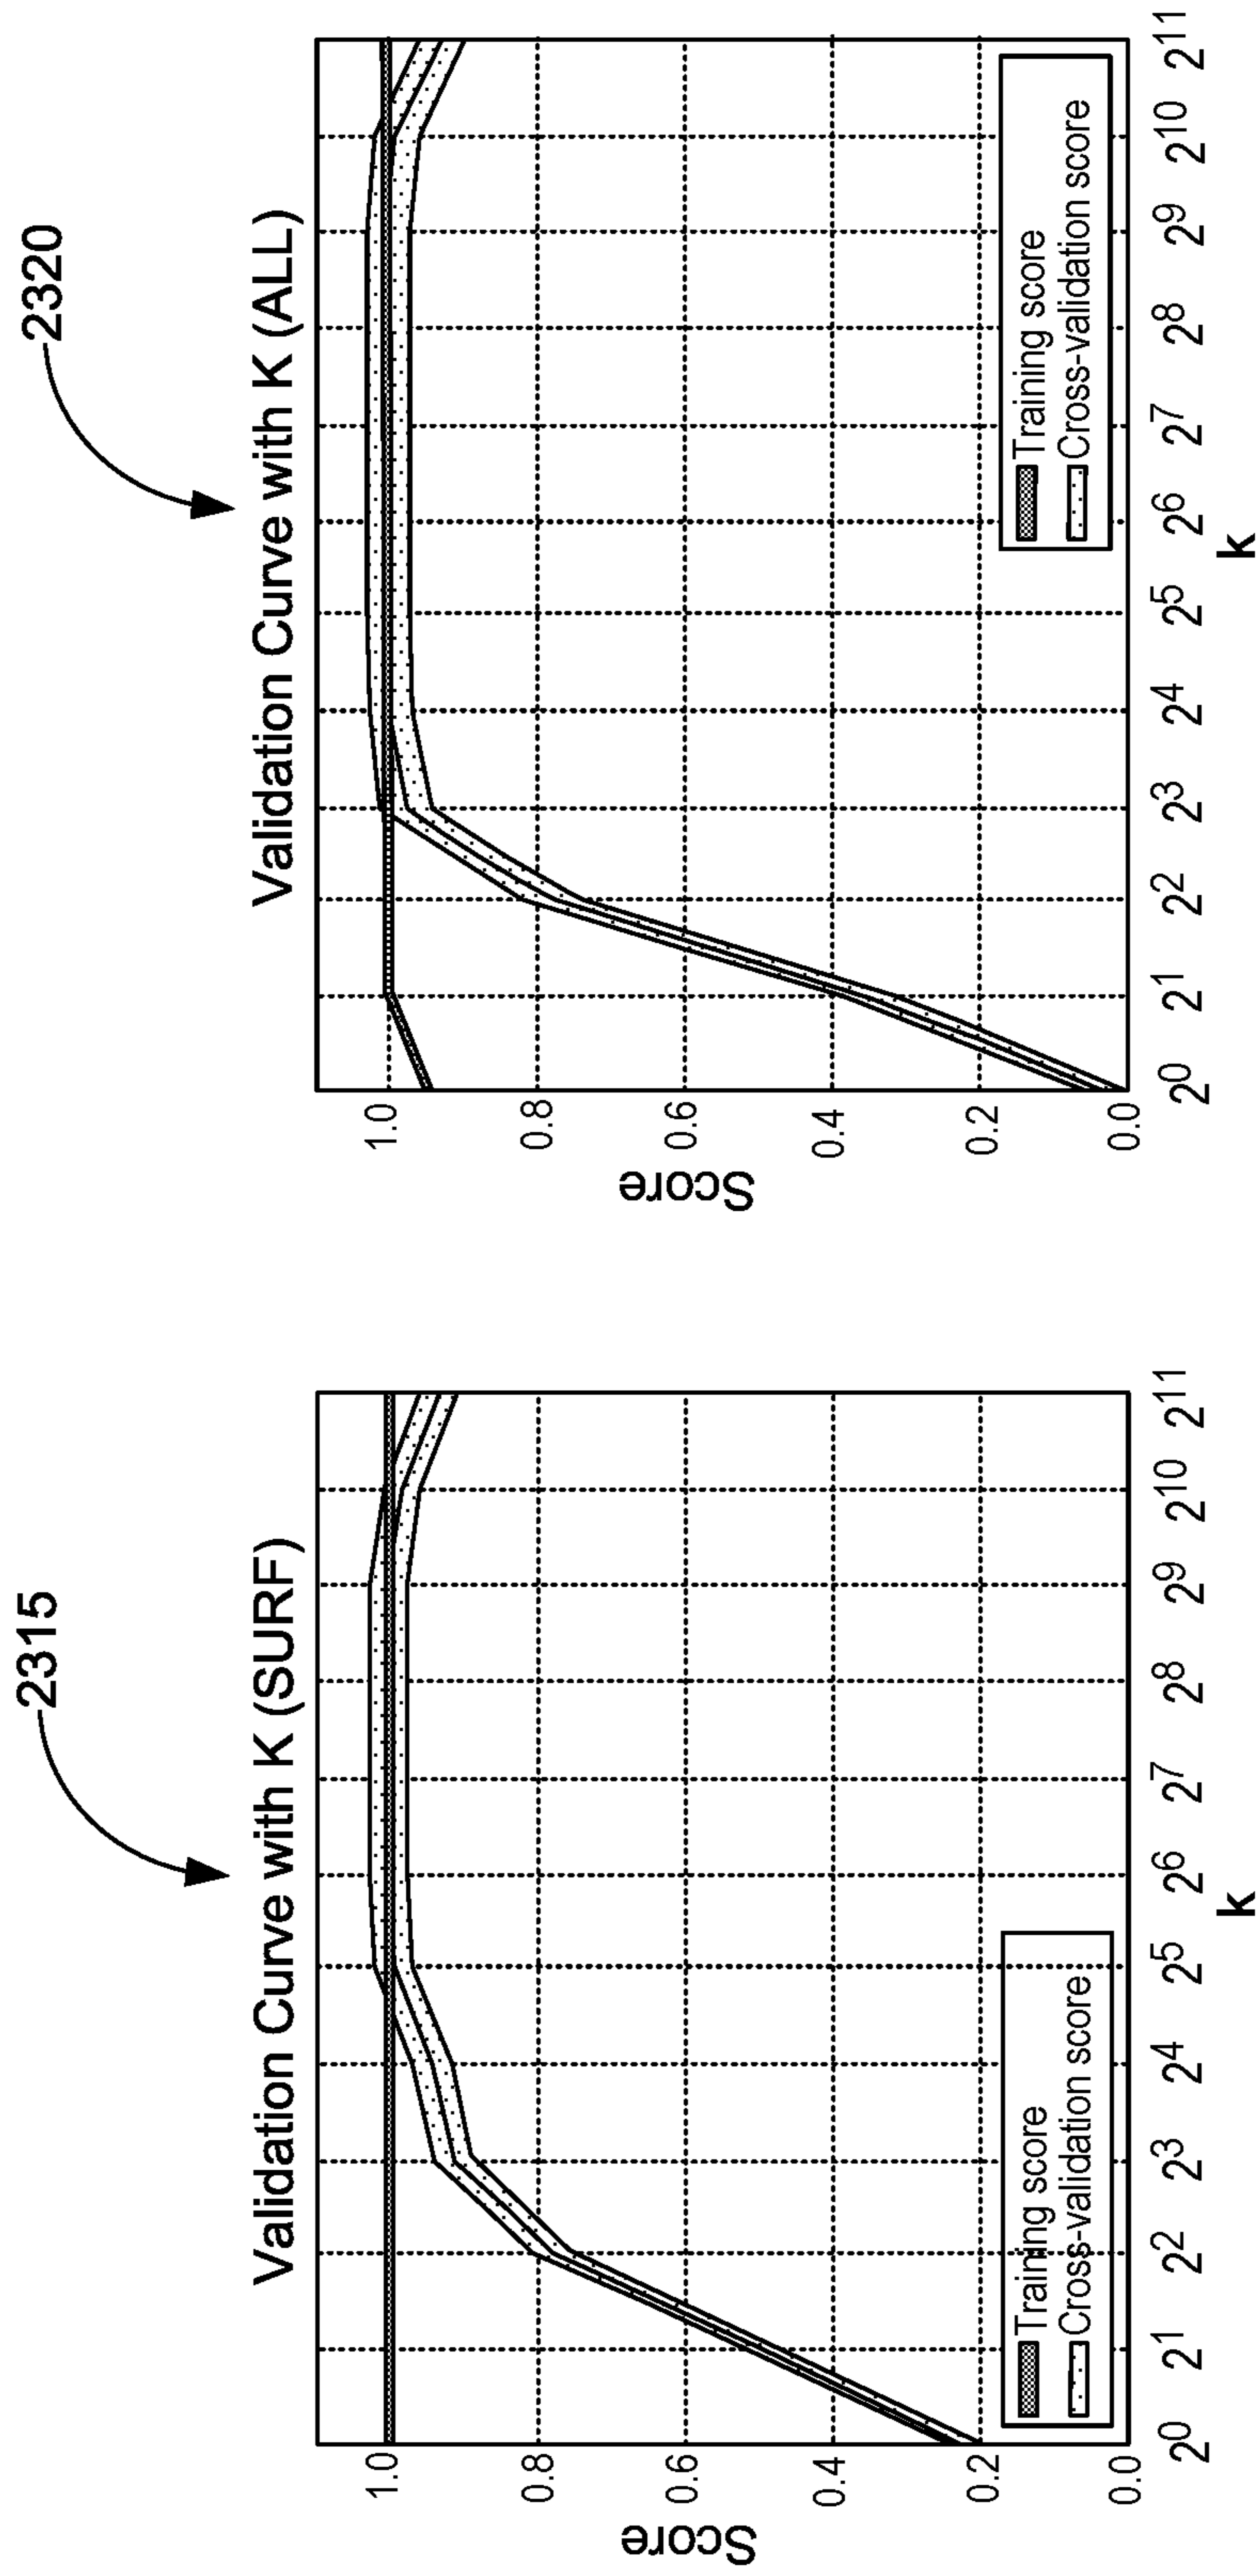 2315
Validation Curve with K (SURF)
Score
1.0
0.8
0.6
0.4
0.2
0.0
Training score
Cross-validation score
2⁰ 2¹ 2² 2³ 2⁴ 2⁵ 2⁶ 2⁷ 2⁸ 2⁹ 2¹⁰ 2¹¹
k
2320
Validation Curve with K (ALL)
Score
1.0
0.8
0.6
0.4
0.2
0.0
Training score
Cross-validation score
2⁰ 2¹ 2² 2³ 2⁴ 2⁵ 2⁶ 2⁷ 2⁸ 2⁹ 2¹⁰ 2¹¹
k